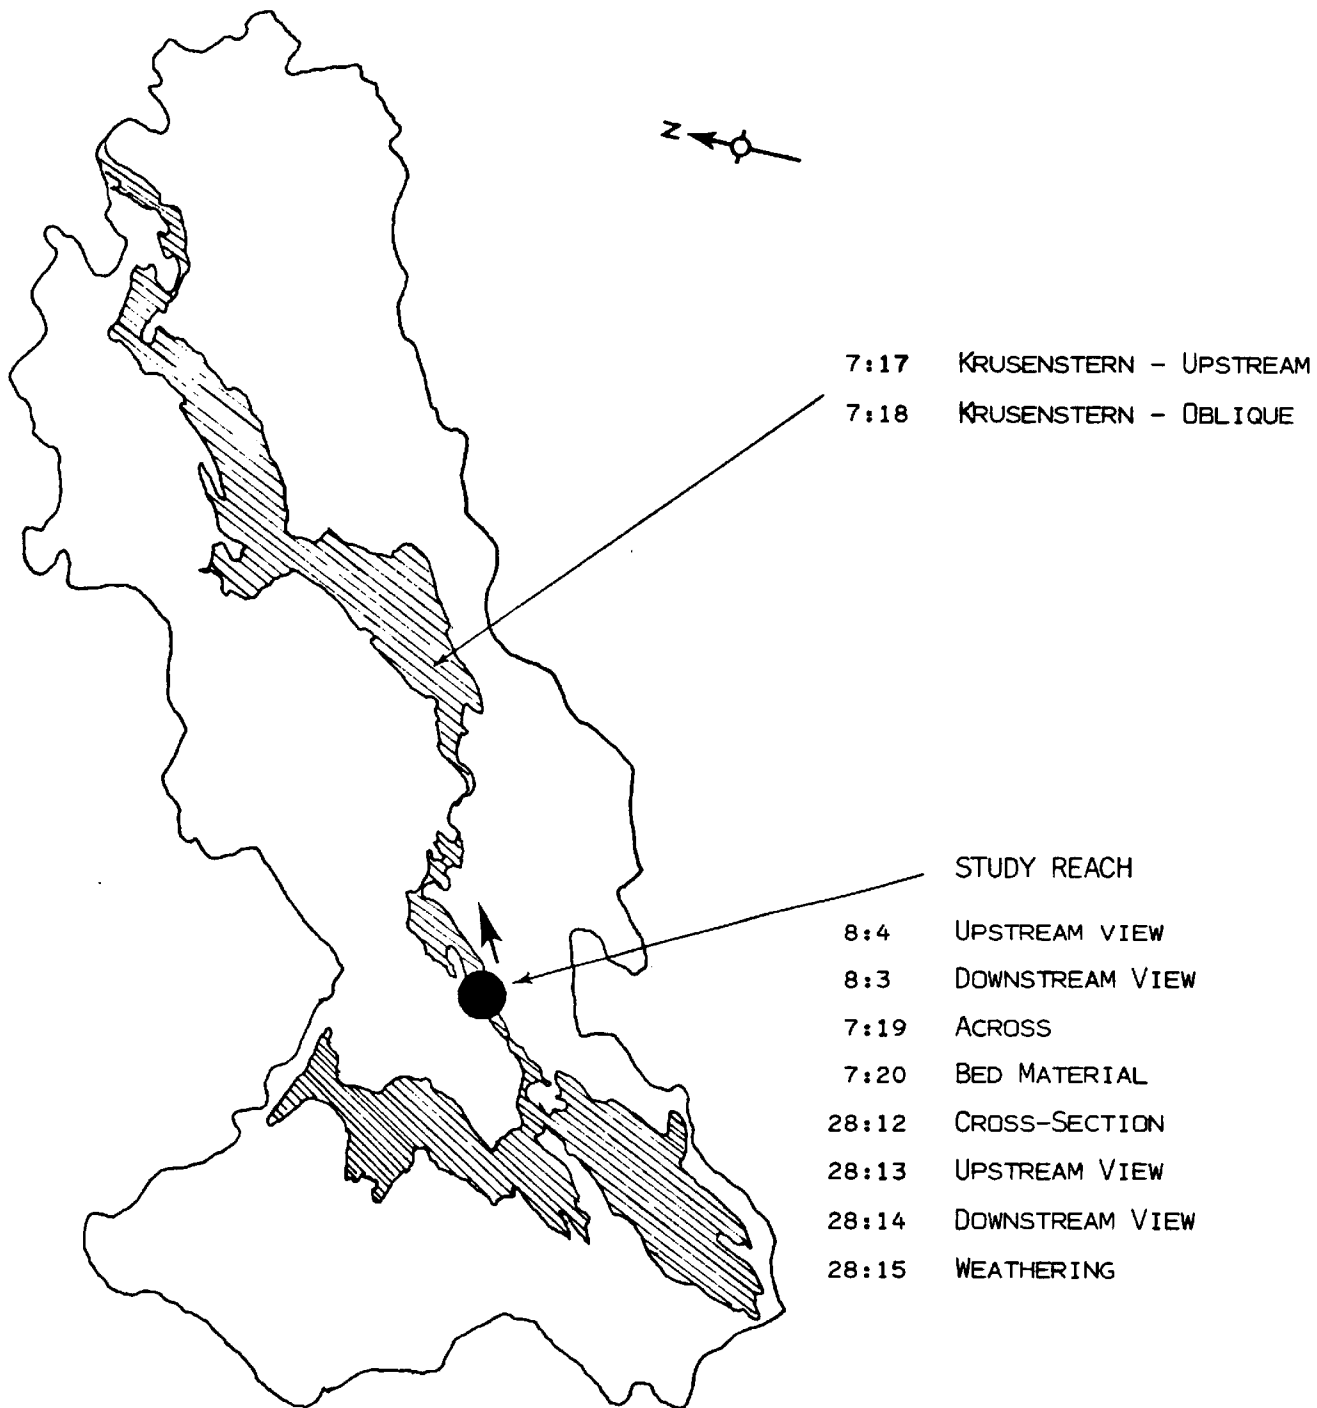 N
7:17 KRUSENSTERN - UPSTREAM
7:18 KRUSENSTERN - OBLIQUE
STUDY REACH
8:4 UPSTREAM VIEW
8:3 DOWNSTREAM VIEW
7:19 ACROSS
7:20 BED MATERIAL
28:12 CROSS-SECTION
28:13 UPSTREAM VIEW
28:14 DOWNSTREAM VIEW
28:15 WEATHERING